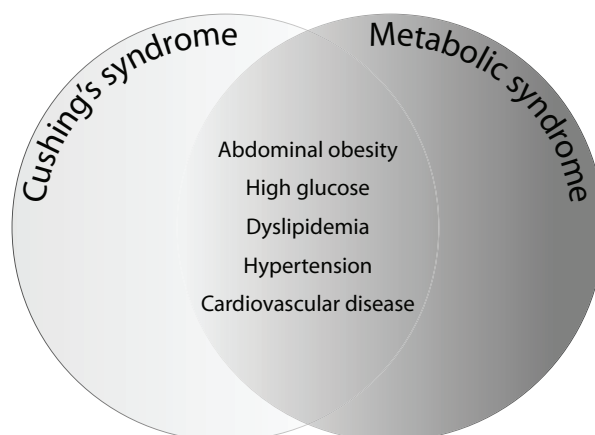 Cushing's syndrome
Metabolic syndrome
Abdominal obesity
High glucose
Dyslipidemia
Hypertension
Cardiovascular disease